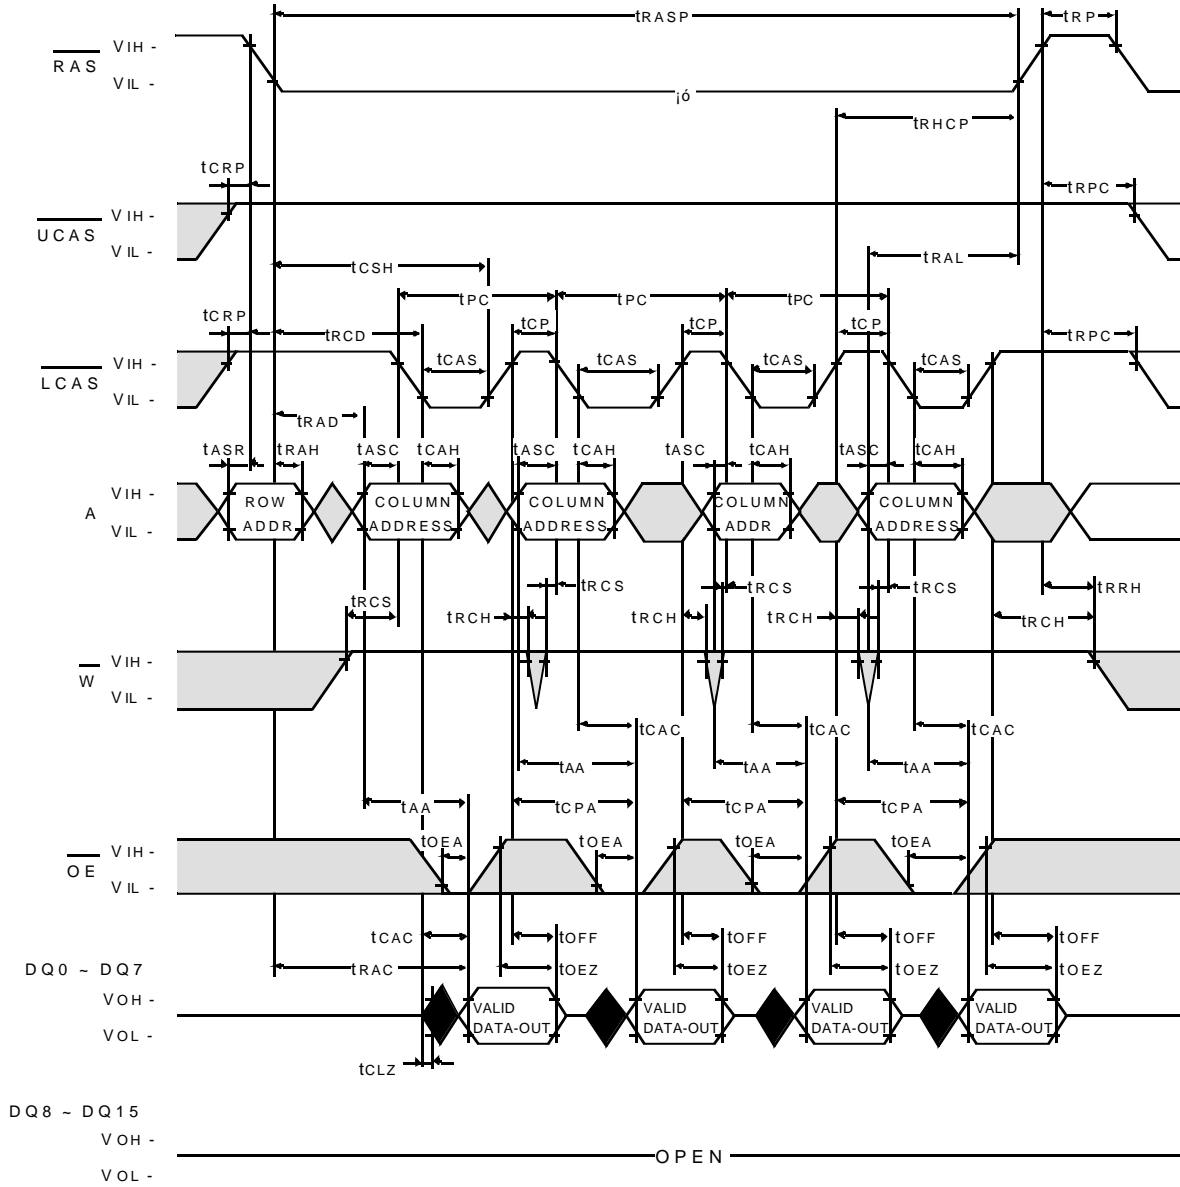 tRASP tRP
RAS VIH -
VIL -
¡ó
tRHCP
tCRP
tRPC
UCAS VIH -
VIL -
tCSH tRAL
tPC tPC tPC
tCRP tRCD tCP tCP tCP tRPC
LCAS VIH -
VIL -
tCAS tCAS tCAS tCAS
tRAD
tASR tRAH tASC tCAH tASC tCAH tASC tCAH tASC tCAH
A VIH -
VIL -
ROW ADDR
COLUMN ADDRESS
COLUMN ADDRESS
COLUMN ADDR
COLUMN ADDRESS
tRCS tRCS tRCS tRCS tRRH
tRCH tRCH tRCH tRCH
W VIH -
VIL -
tCAC tCAC tCAC
tAA tAA tAA
tAA tCPA tCPA tCPA
OE VIH -
VIL -
tOEA tOEA tOEA tOEA
tCAC tOFF tOFF tOFF tOFF
tRAC tOEZ tOEZ tOEZ tOEZ
DQ0 ~ DQ7
VOH -
VOL -
VALID DATA-OUT
VALID DATA-OUT
VALID DATA-OUT
VALID DATA-OUT
tCLZ
DQ8 ~ DQ15
VOH -
OPEN
VOL -